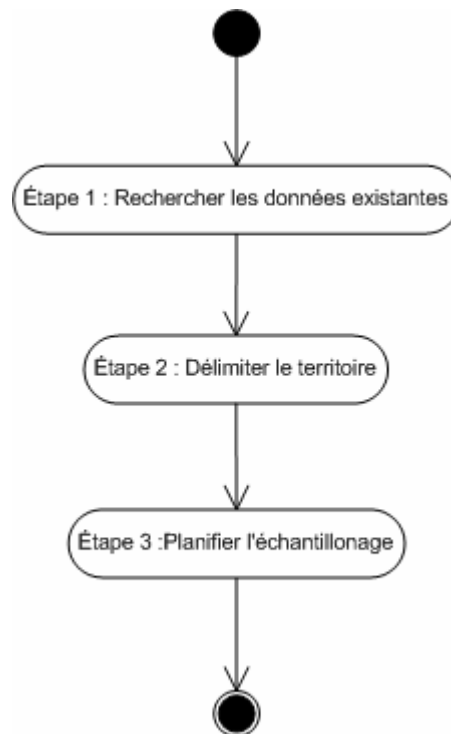 Étape 1 : Rechercher les données existantes
Étape 2 : Délimiter le territoire
Étape 3 :Planifier l'échantillonage